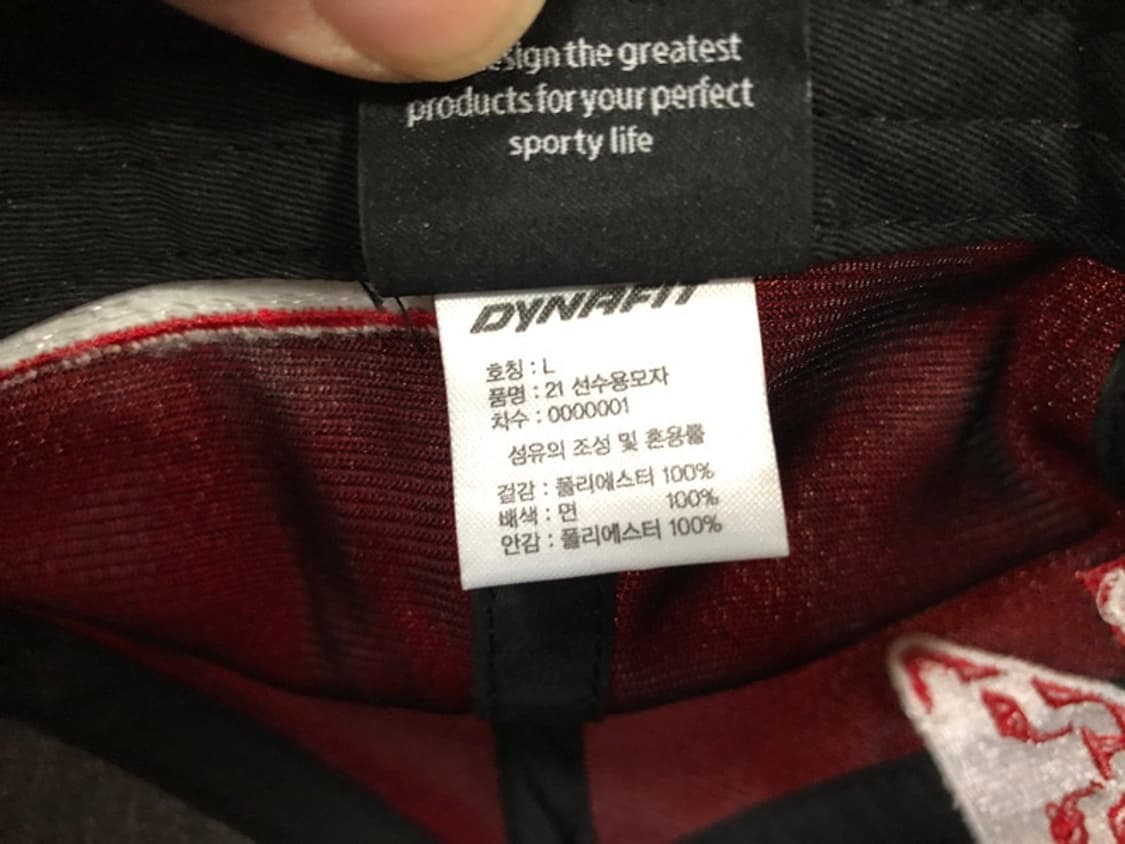 the greatest
products for your perfect
sporty life
DYNAFIT
호칭 : L
품명 : 21 선수용모자
차수 : 0000001
섬유의 조성 및 혼용률
겉감 : 폴리에스터 100%
배색 : 면 100%
안감 : 폴리에스터 100%